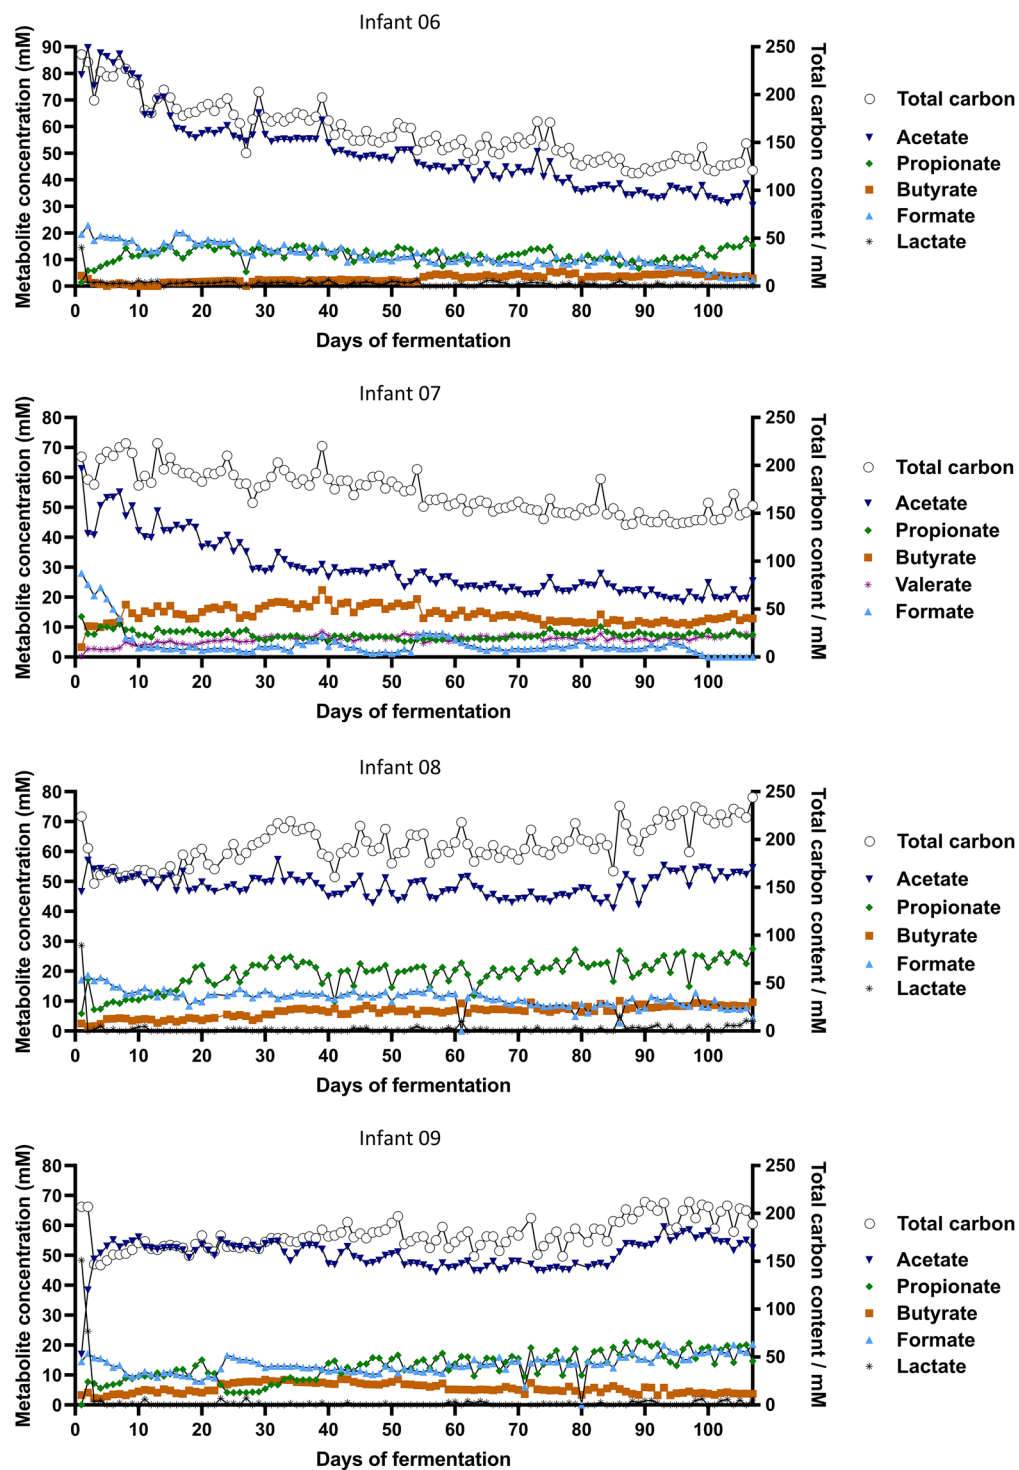 Infant 06
Metabolite concentration (mM)
90
80
70
60
50
40
30
20
10
0
250
200
150
100
50
0
Total carbon content / mM
0 10 20 30 40 50 60 70 80 90 100
Days of fermentation
Total carbon
Acetate
Propionate
Butyrate
Formate
Lactate
Infant 07
Metabolite concentration (mM)
80
70
60
50
40
30
20
10
0
250
200
150
100
50
0
Total carbon content / mM
0 10 20 30 40 50 60 70 80 90 100
Days of fermentation
Total carbon
Acetate
Propionate
Butyrate
Valerate
Formate
Infant 08
Metabolite concentration (mM)
80
70
60
50
40
30
20
10
0
250
200
150
100
50
0
Total carbon content / mM
0 10 20 30 40 50 60 70 80 90 100
Days of fermentation
Total carbon
Acetate
Propionate
Butyrate
Formate
Lactate
Infant 09
Metabolite concentration (mM)
80
70
60
50
40
30
20
10
0
250
200
150
100
50
0
Total carbon content / mM
0 10 20 30 40 50 60 70 80 90 100
Days of fermentation
Total carbon
Acetate
Propionate
Butyrate
Formate
Lactate